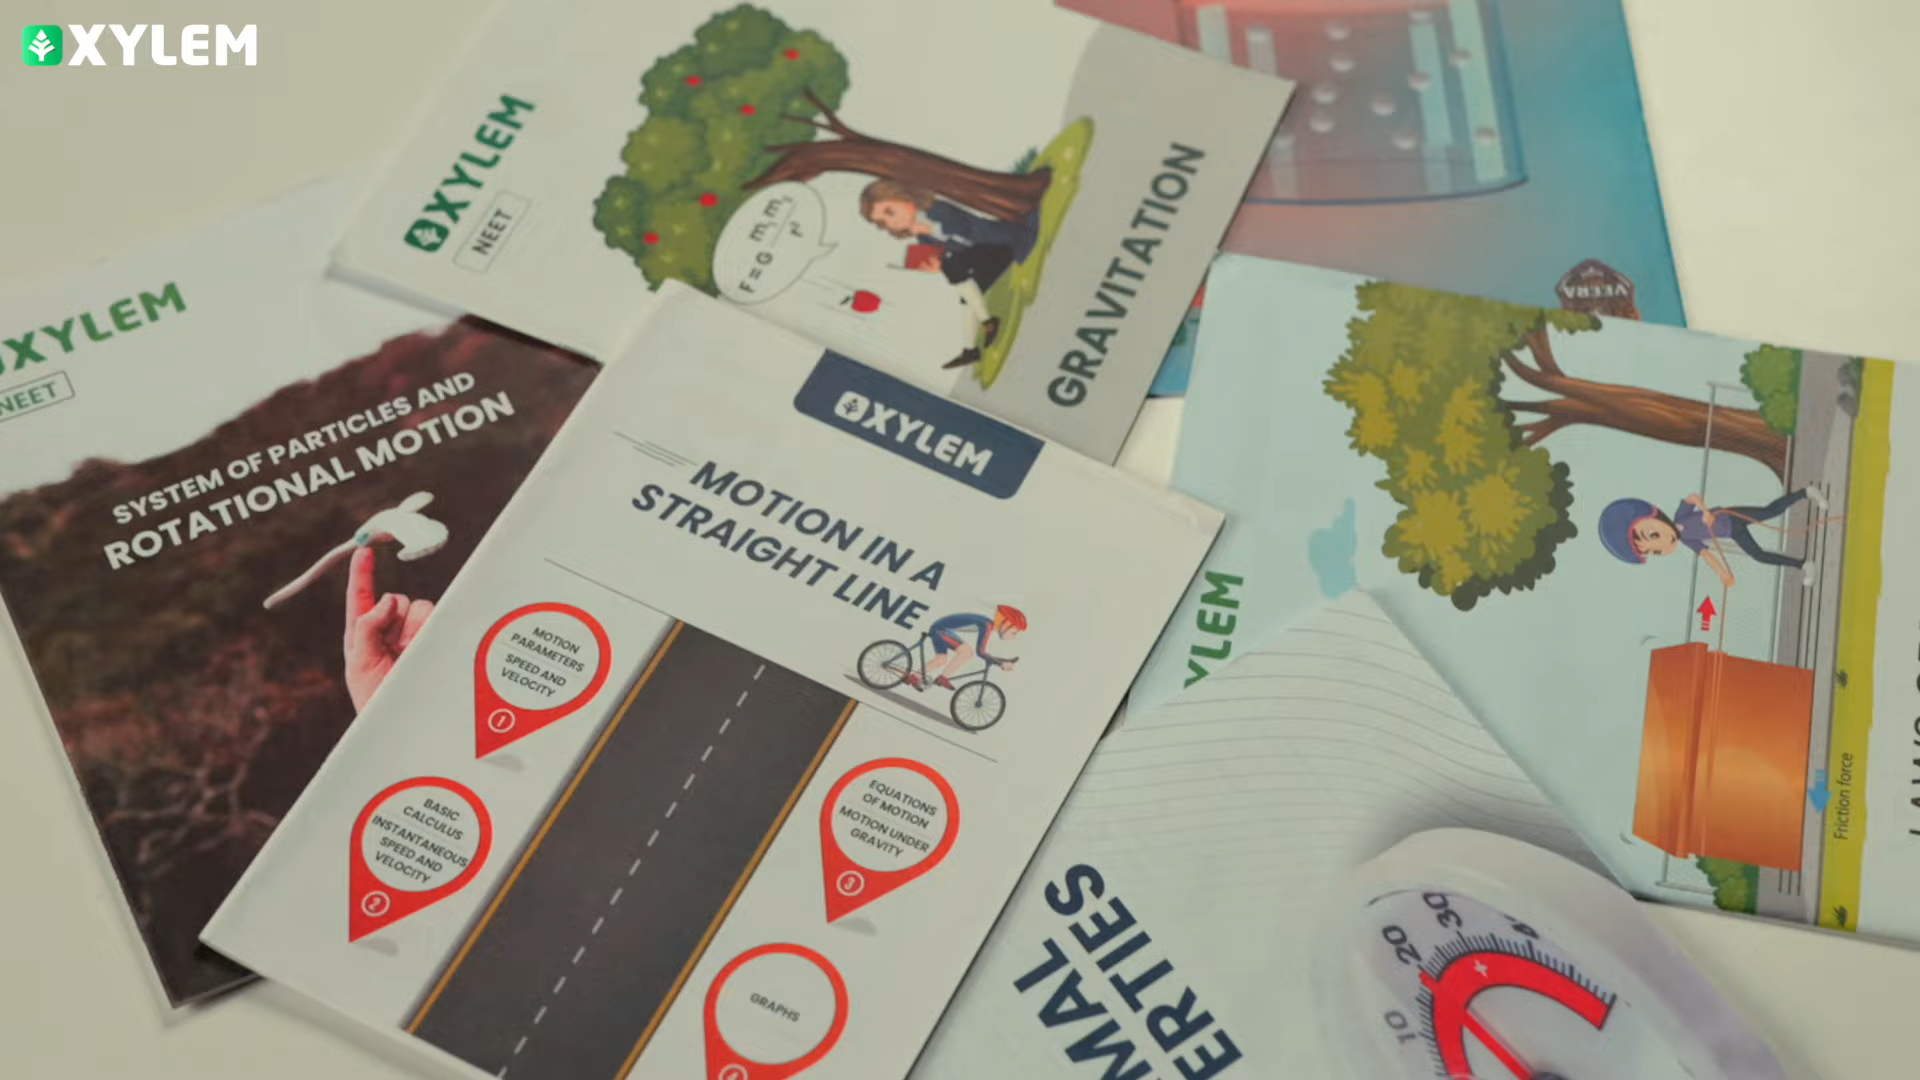 XYLEM
XYLEM
NEET
F = G m₁m₂
r²
GRAVITATION
VEERA
XYLEM
NEET
SYSTEM OF PARTICLES AND
ROTATIONAL MOTION
XYLEM
MOTION IN A
STRAIGHT LINE
MOTION
PARAMETERS
SPEED AND
VELOCITY
1
BASIC
CALCULUS
INSTANTANEOUS
SPEED AND
VELOCITY
2
EQUATIONS
OF MOTION
MOTION UNDER
GRAVITY
3
GRAPHS
YLEM
Friction force
MAL
ERTIES
10
20
30